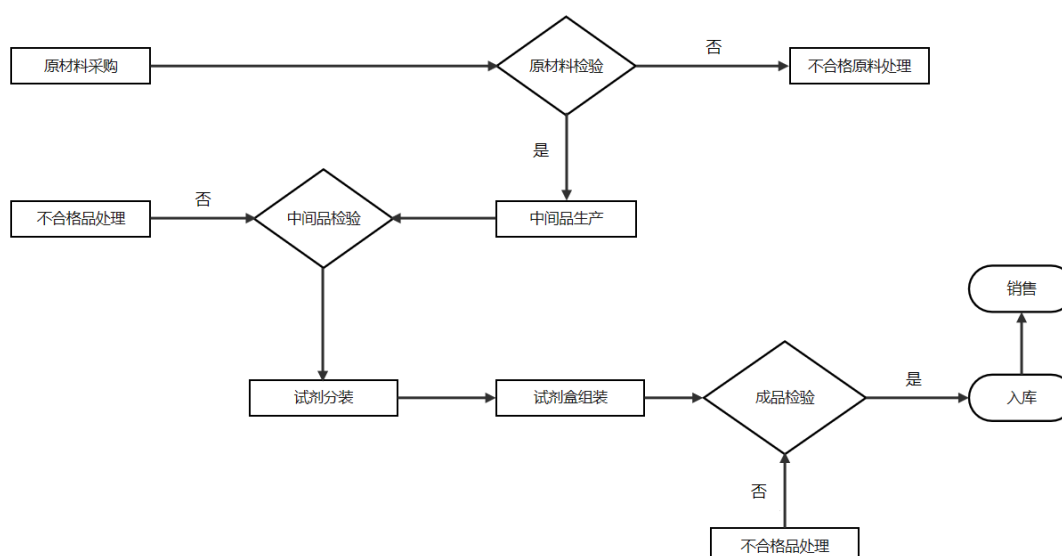 原材料采购
原材料检验
否
不合格原料处理
是
不合格品处理
否
中间品检验
中间品生产
销售
试剂分装
试剂盒组装
成品检验
是
入库
否
不合格品处理